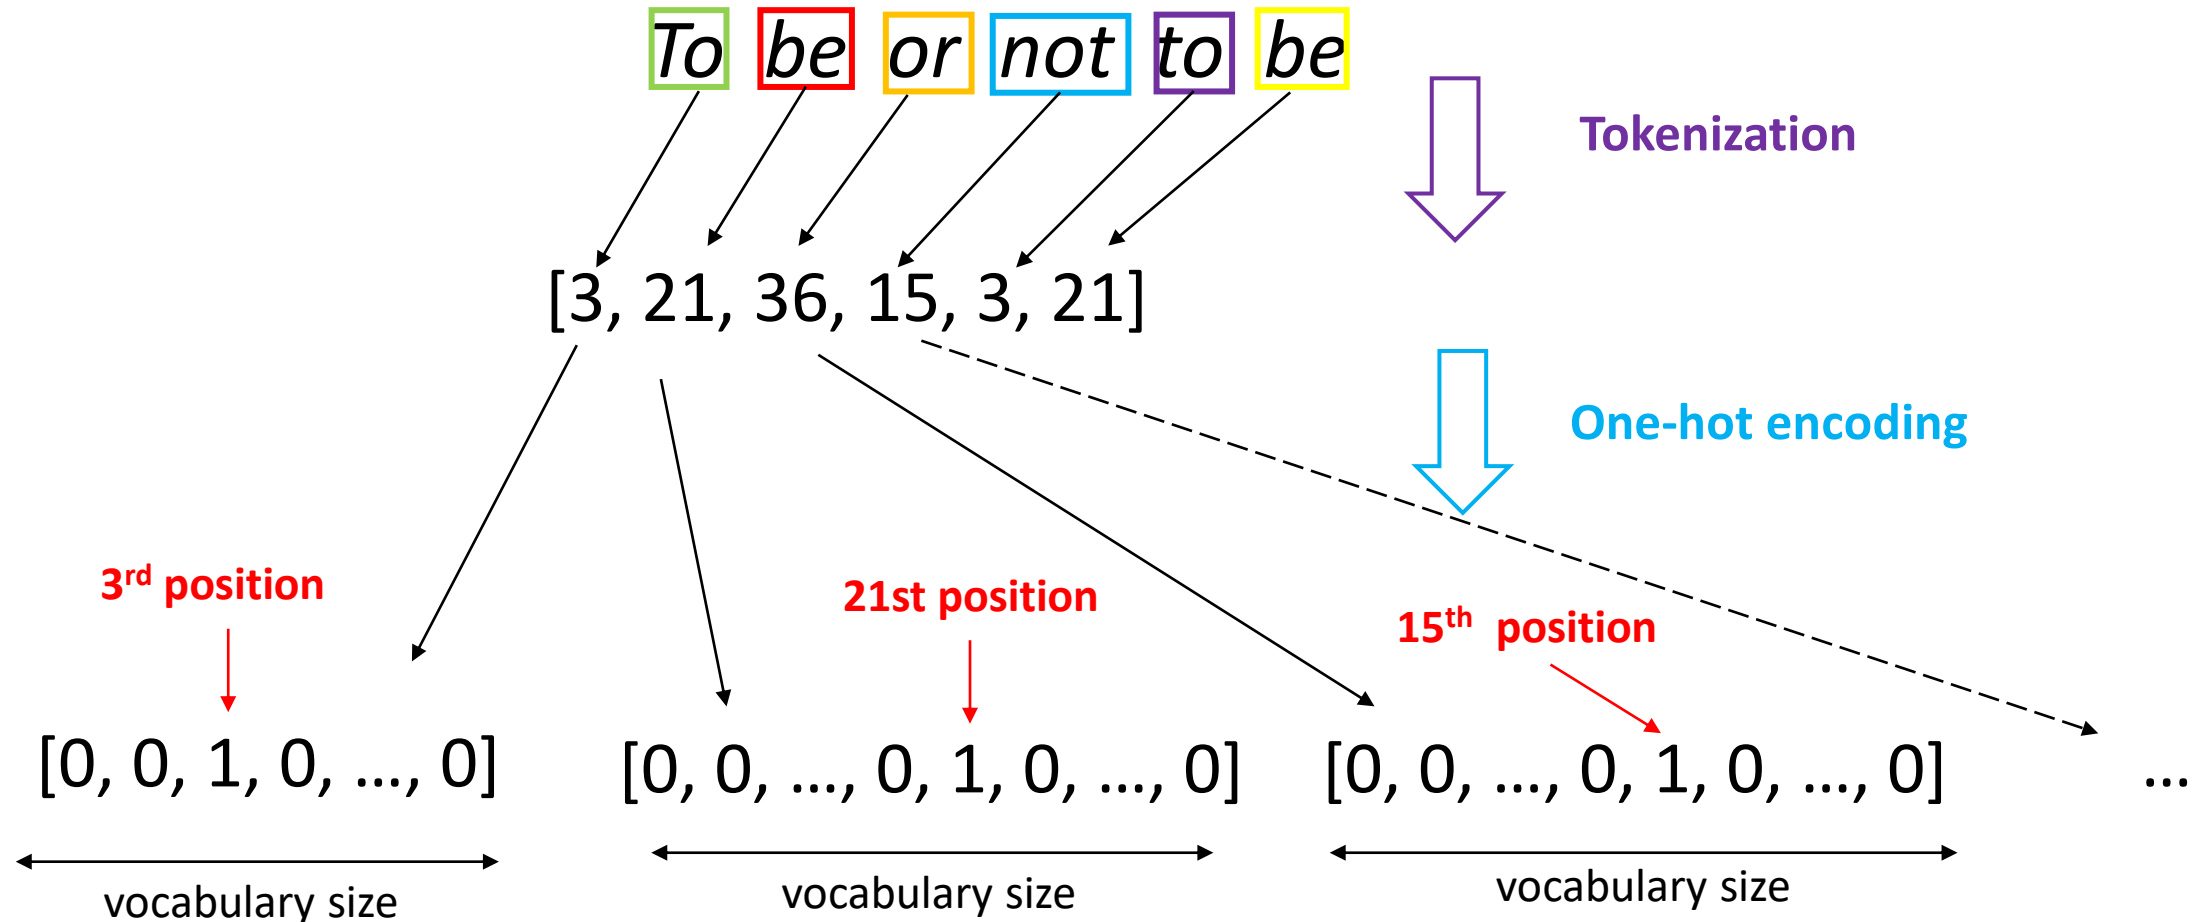 To be or not to be
Tokenization
[3, 21, 36, 15, 3, 21]
One-hot encoding
3rd position
21st position
15th position
[0, 0, 1, 0, ..., 0]
[0, 0, ..., 0, 1, 0, ..., 0]
[0, 0, ..., 0, 1, 0, ..., 0]
...
vocabulary size
vocabulary size
vocabulary size